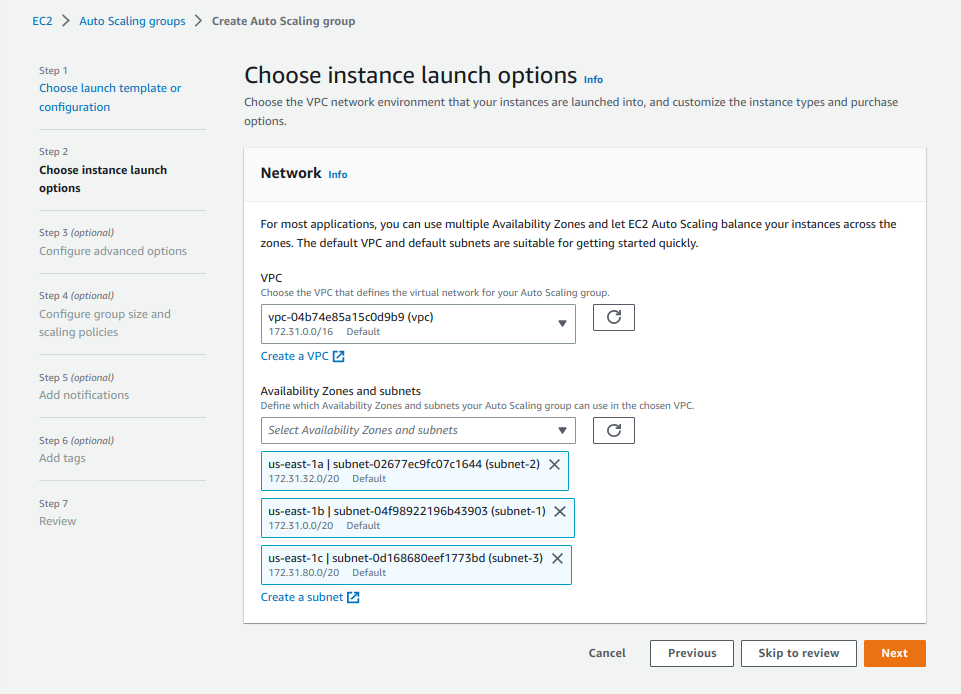 EC2 > Auto Scaling groups > Create Auto Scaling group
Step 1
Choose launch template or
configuration
Step 2
Choose instance launch
options
Step 3 (optional)
Configure advanced options
Step 4 (optional)
Configure group size and
scaling policies
Step 5 (optional)
Add notifications
Step 6 (optional)
Add tags
Step 7
Review
Choose instance launch options Info
Choose the VPC network environment that your instances are launched into, and customize the instance types and purchase
options.
Network Info
For most applications, you can use multiple Availability Zones and let EC2 Auto Scaling balance your instances across the
zones. The default VPC and default subnets are suitable for getting started quickly.
VPC
Choose the VPC that defines the virtual network for your Auto Scaling group.
vpc-04b74e85a15c0d9b9 (vpc)
172.31.0.0/16 Default
Create a VPC
Availability Zones and subnets
Define which Availability Zones and subnets your Auto Scaling group can use in the chosen VPC.
Select Availability Zones and subnets
us-east-1a | subnet-02677ec9fc07c1644 (subnet-2)
172.31.32.0/20 Default
us-east-1b | subnet-04f98922196b43903 (subnet-1)
172.31.0.0/20 Default
us-east-1c | subnet-0d168680eef1773bd (subnet-3)
172.31.80.0/20 Default
Create a subnet
Cancel Previous Skip to review Next